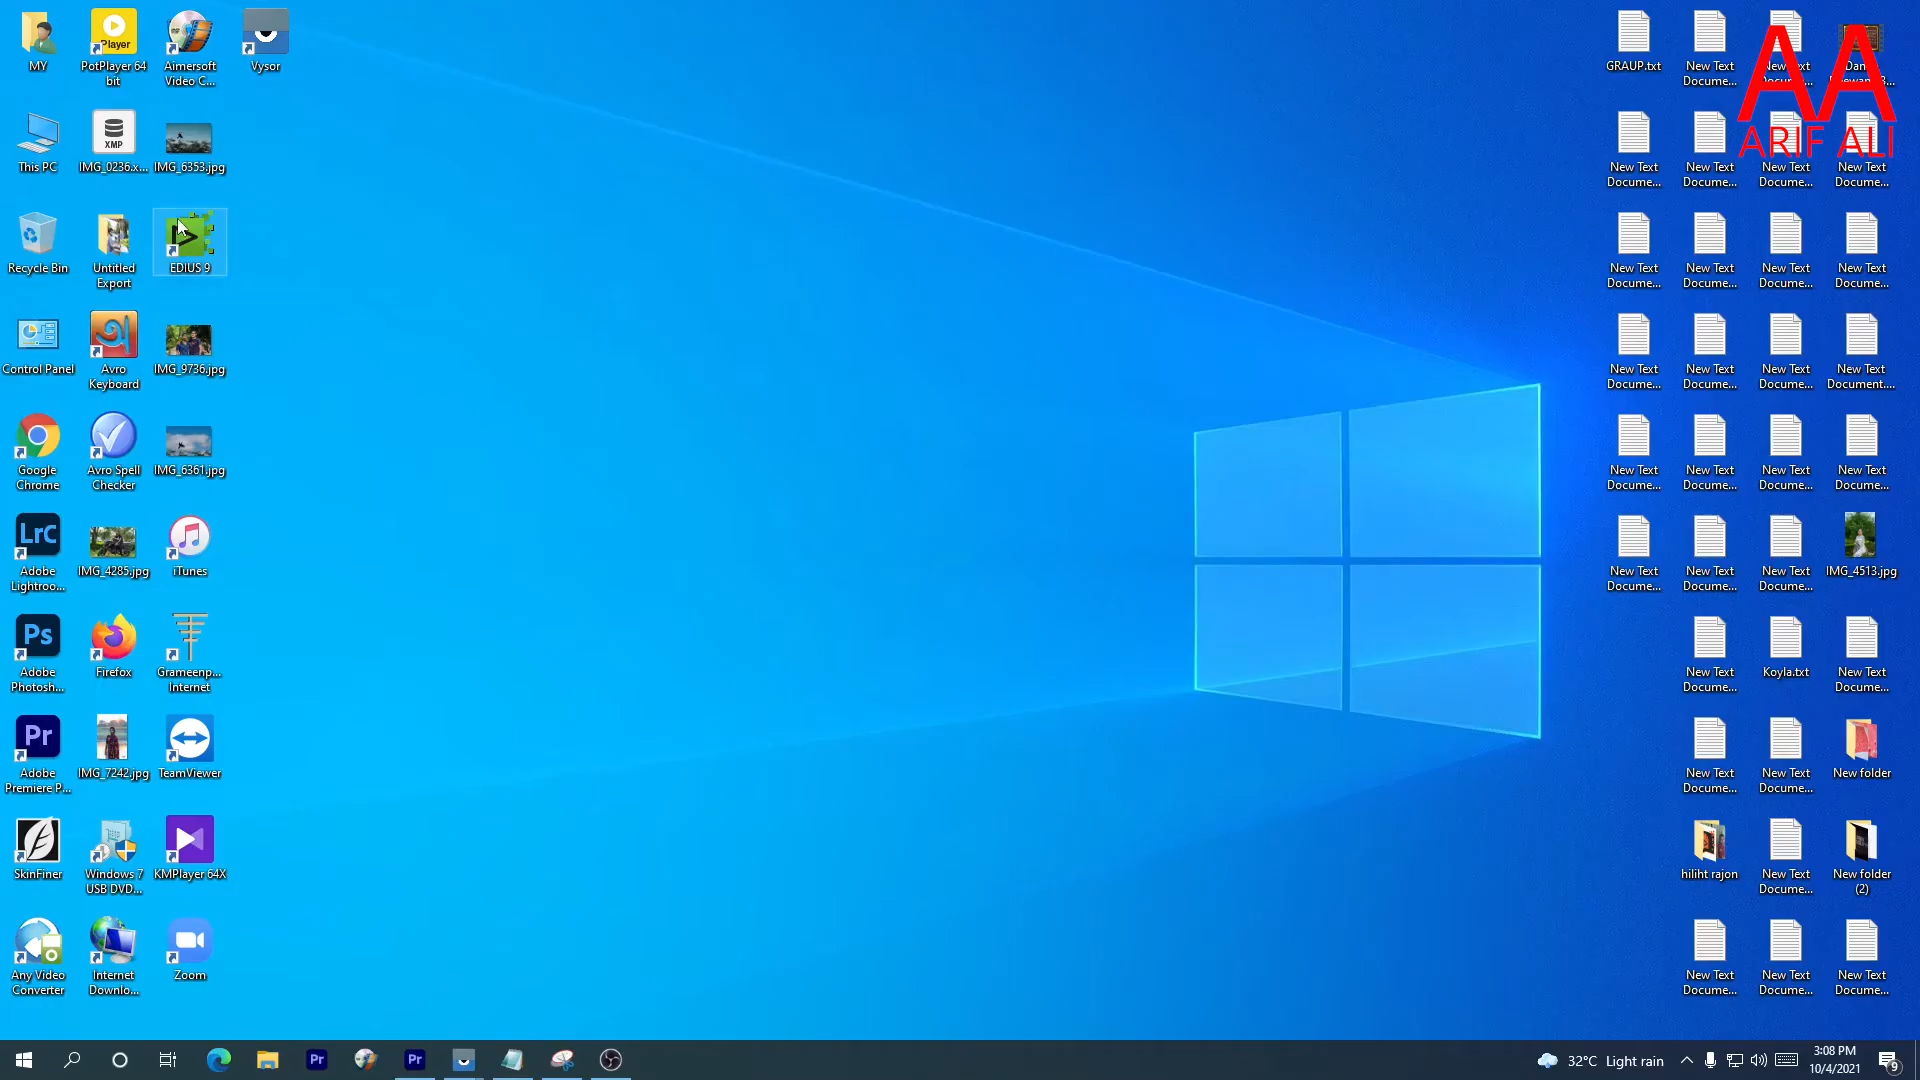 MY
PotPlayer 64
bit
Aimersoft
Video C...
Vysor
This PC
XMP
IMG_0236.x...
IMG_6353.jpg
Recycle Bin
Untitled
Export
EDIUS 9
Control Panel
Avro
Keyboard
IMG_9736.jpg
Google
Chrome
Avro Spell
Checker
IMG_6361.jpg
LrC
Adobe
Lightroo...
IMG_4285.jpg
iTunes
Ps
Adobe
Photosh...
Firefox
Grameenp...
Internet
Pr
Adobe
Premiere P...
IMG_7242.jpg
TeamViewer
SkinFiner
Windows 7
USB DVD...
KMPlayer 64X
Any Video
Converter
Internet
Downlo...
Zoom
GRAUP.txt
New Text
Docume...
AA
ARIF ALI
New Text
Docume...
New Text
Docume...
New Text
Docume...
New Text
Docume...
New Text
Docume...
New Text
Docume...
New Text
Docume...
New Text
Docume...
New Text
Docume...
New Text
Docume...
New Text
Docume...
New Text
Document....
New Text
Docume...
New Text
Docume...
New Text
Docume...
New Text
Docume...
New Text
Docume...
New Text
Docume...
New Text
Docume...
IMG_4513.jpg
New Text
Docume...
Koyla.txt
New Text
Docume...
New Text
Docume...
New Text
Docume...
New folder
hiliht rajon
New Text
Docume...
New folder
(2)
New Text
Docume...
New Text
Docume...
New Text
Docume...
Pr
Pr
32°C Light rain
3:08 PM
10/4/2021
9